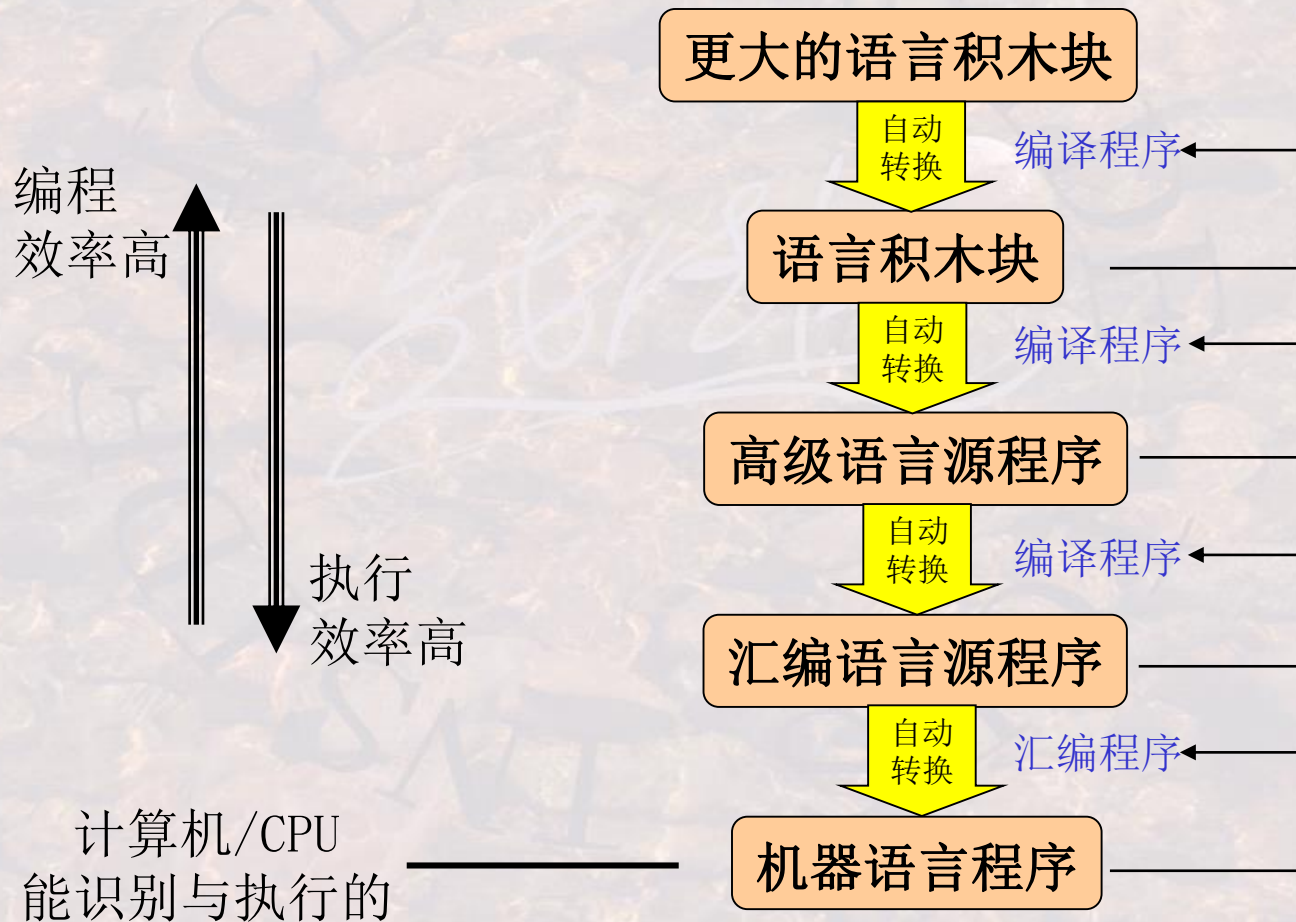 更大的语言积木块
自动
转换
编译程序
编程
效率高
语言积木块
自动
转换
编译程序
高级语言源程序
自动
转换
编译程序
执行
效率高
汇编语言源程序
自动
转换
汇编程序
计算机/CPU
能识别与执行的
机器语言程序